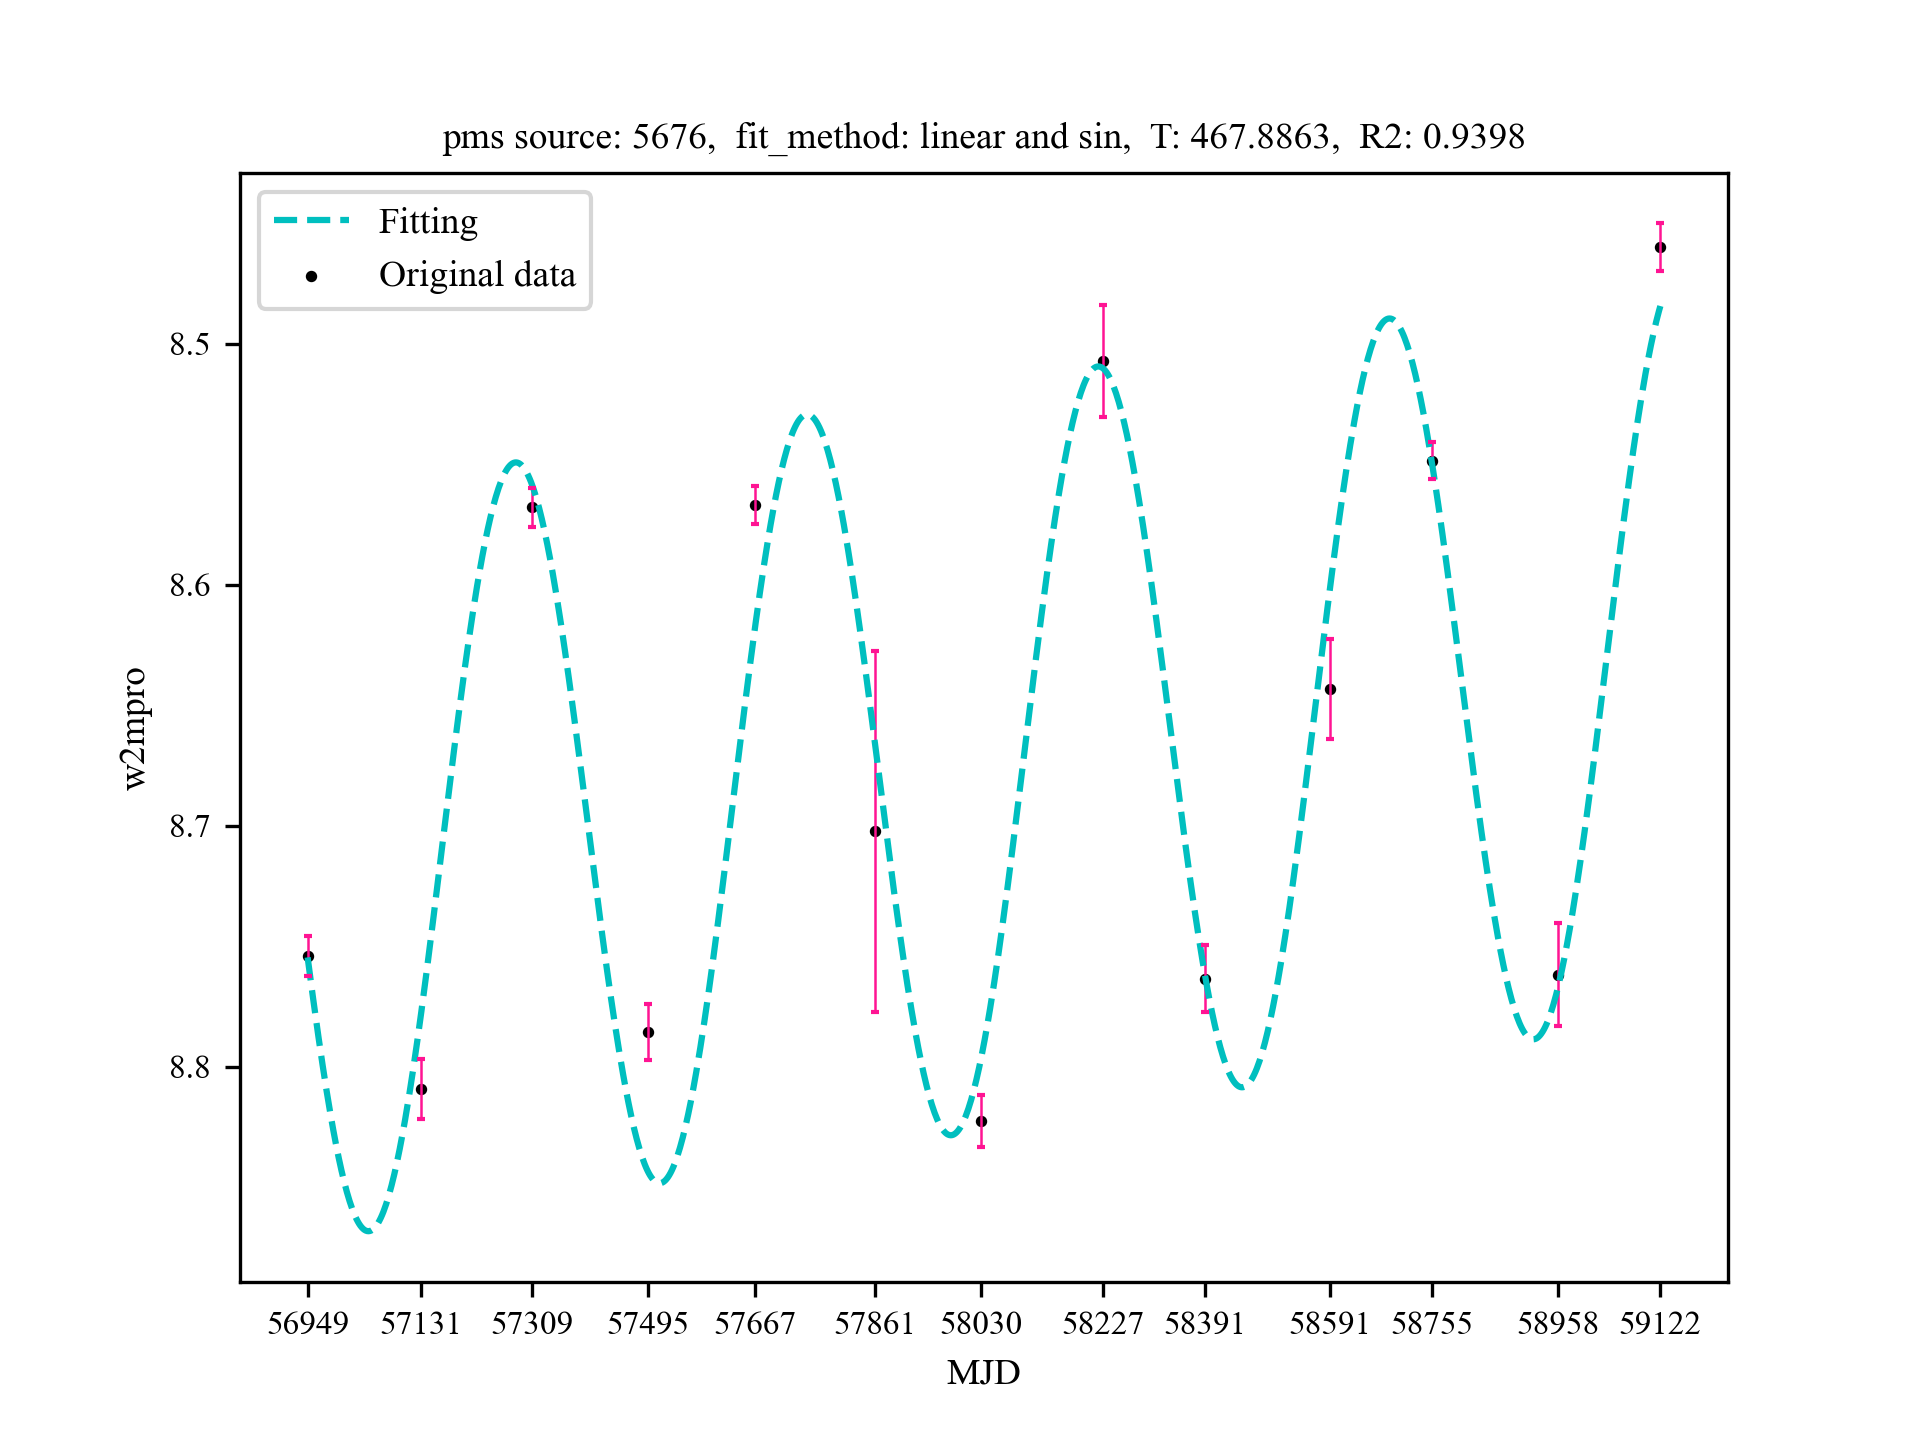 pms source: 5676,  fit_method: linear and sin,  T: 467.8863,  R2: 0.9398
Fitting
Original data
8.5
8.6
8.7
8.8
w2mpro
56949 57131 57309 57495 57667 57861 58030 58227 58391 58591 58755 58958 59122
MJD